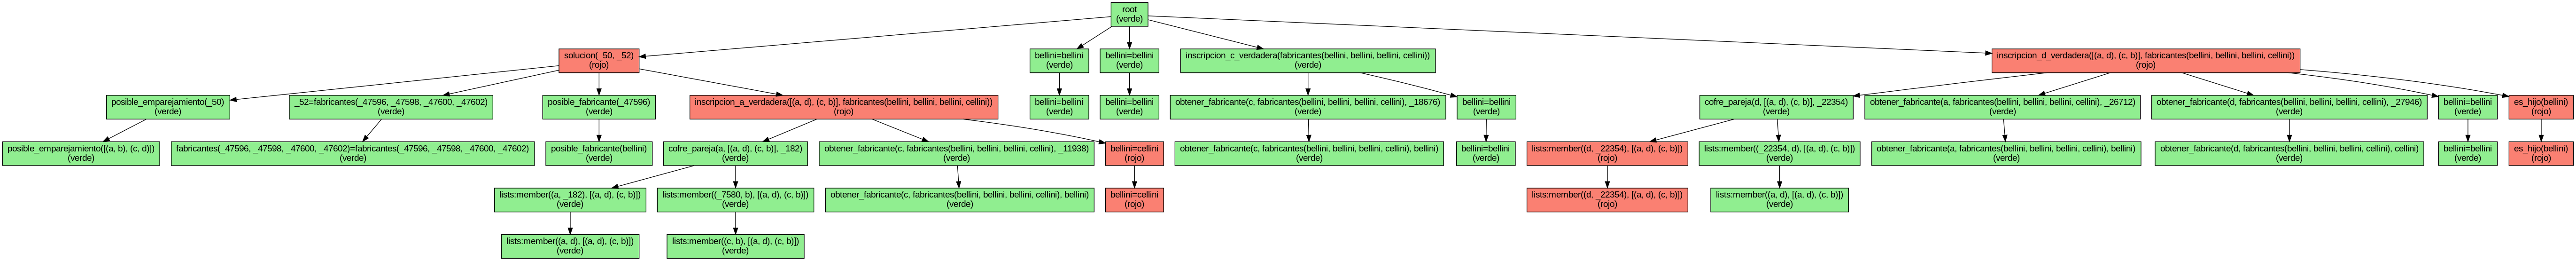 root
(verde)
solucion(_50, _52)
(rojo)
bellini=bellini
(verde)
bellini=bellini
(verde)
inscripcion_c_verdadera(fabricantes(bellini, bellini, bellini, cellini))
(verde)
inscripcion_d_verdadera([(a, d), (c, b)], fabricantes(bellini, bellini, bellini, cellini))
(rojo)
posible_emparejamiento(_50)
(verde)
_52=fabricantes(_47596, _47598, _47600, _47602)
(verde)
posible_fabricante(_47596)
(verde)
inscripcion_a_verdadera([(a, d), (c, b)], fabricantes(bellini, bellini, bellini, cellini))
(rojo)
bellini=bellini
(verde)
bellini=bellini
(verde)
obtener_fabricante(c, fabricantes(bellini, bellini, bellini, cellini), _18676)
(verde)
bellini=bellini
(verde)
cofre_pareja(d, [(a, d), (c, b)], _22354)
(verde)
obtener_fabricante(a, fabricantes(bellini, bellini, bellini, cellini), _26712)
(verde)
obtener_fabricante(d, fabricantes(bellini, bellini, bellini, cellini), _27946)
(verde)
bellini=bellini
(verde)
es_hijo(bellini)
(rojo)
posible_emparejamiento([(a, b), (c, d)])
(verde)
fabricantes(_47596, _47598, _47600, _47602)=fabricantes(_47596, _47598, _47600, _47602)
(verde)
posible_fabricante(bellini)
(verde)
cofre_pareja(a, [(a, d), (c, b)], _182)
(verde)
obtener_fabricante(c, fabricantes(bellini, bellini, bellini, cellini), _11938)
(verde)
bellini=cellini
(rojo)
obtener_fabricante(c, fabricantes(bellini, bellini, bellini, cellini), bellini)
(verde)
bellini=bellini
(verde)
lists:member((d, _22354), [(a, d), (c, b)])
(rojo)
lists:member((_22354, d), [(a, d), (c, b)])
(verde)
obtener_fabricante(a, fabricantes(bellini, bellini, bellini, cellini), bellini)
(verde)
obtener_fabricante(d, fabricantes(bellini, bellini, bellini, cellini), cellini)
(verde)
bellini=bellini
(verde)
es_hijo(bellini)
(rojo)
lists:member((a, _182), [(a, d), (c, b)])
(verde)
lists:member((_7580, b), [(a, d), (c, b)])
(verde)
obtener_fabricante(c, fabricantes(bellini, bellini, bellini, cellini), bellini)
(verde)
bellini=cellini
(rojo)
lists:member((d, _22354), [(a, d), (c, b)])
(rojo)
lists:member((a, d), [(a, d), (c, b)])
(verde)
lists:member((a, d), [(a, d), (c, b)])
(verde)
lists:member((c, b), [(a, d), (c, b)])
(verde)